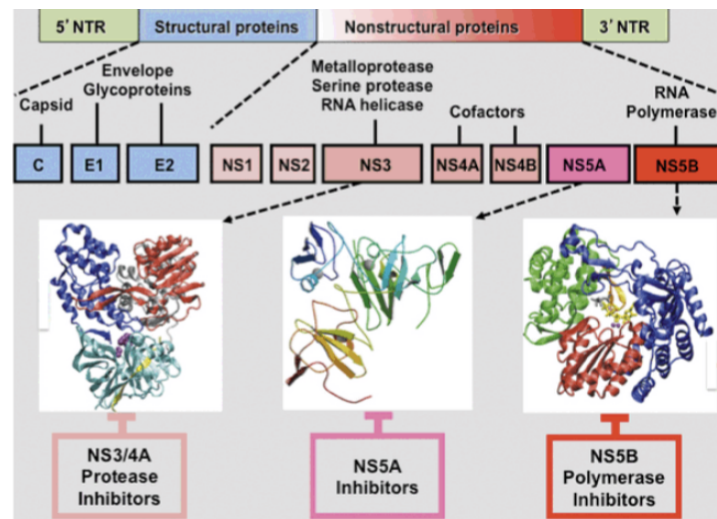 5' NTR Structural proteins Nonstructural proteins 3' NTR
Capsid
Envelope
Glycoproteins
Metalloprotease
Serine protease
RNA helicase
Cofactors
RNA
Polymerase
C E1 E2 NS1 NS2 NS3 NS4A NS4B NS5A NS5B
NS3/4A
Protease
Inhibitors
NS5A
Inhibitors
NS5B
Polymerase
Inhibitors